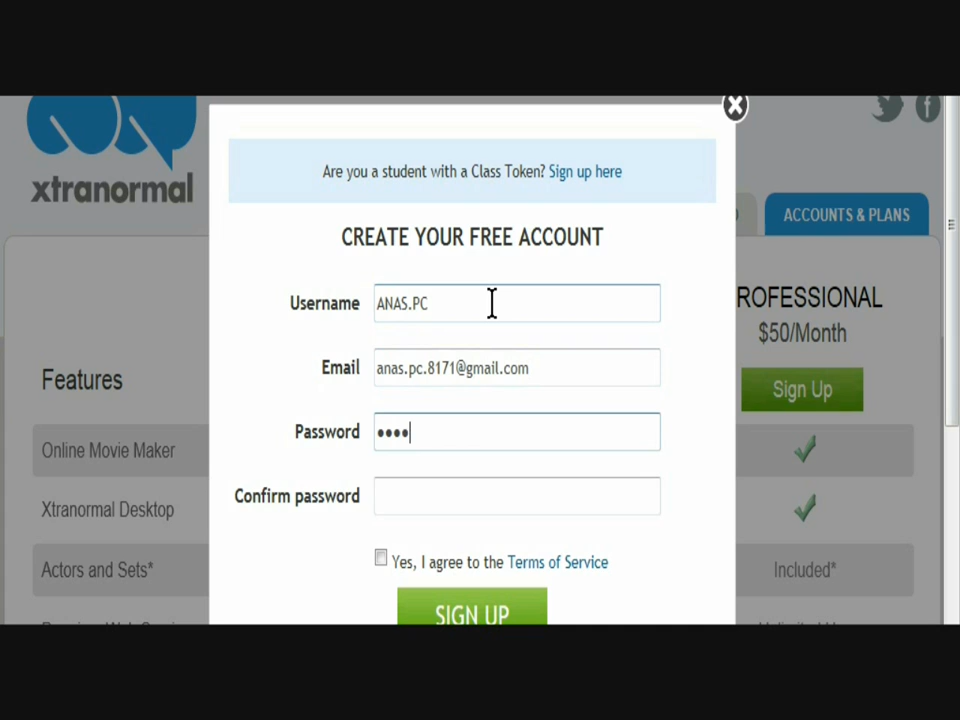 xtranormal
Are you a student with a Class Token? Sign up here
ACCOUNTS & PLANS
CREATE YOUR FREE ACCOUNT
Username ANAS.PC
Email anas.pc.8171@gmail.com
Password ••••
Confirm password
Yes, I agree to the Terms of Service
SIGN UP
ROFESSIONAL
$50/Month
Sign Up
Features
Online Movie Maker
Xtranormal Desktop
Actors and Sets* Included*